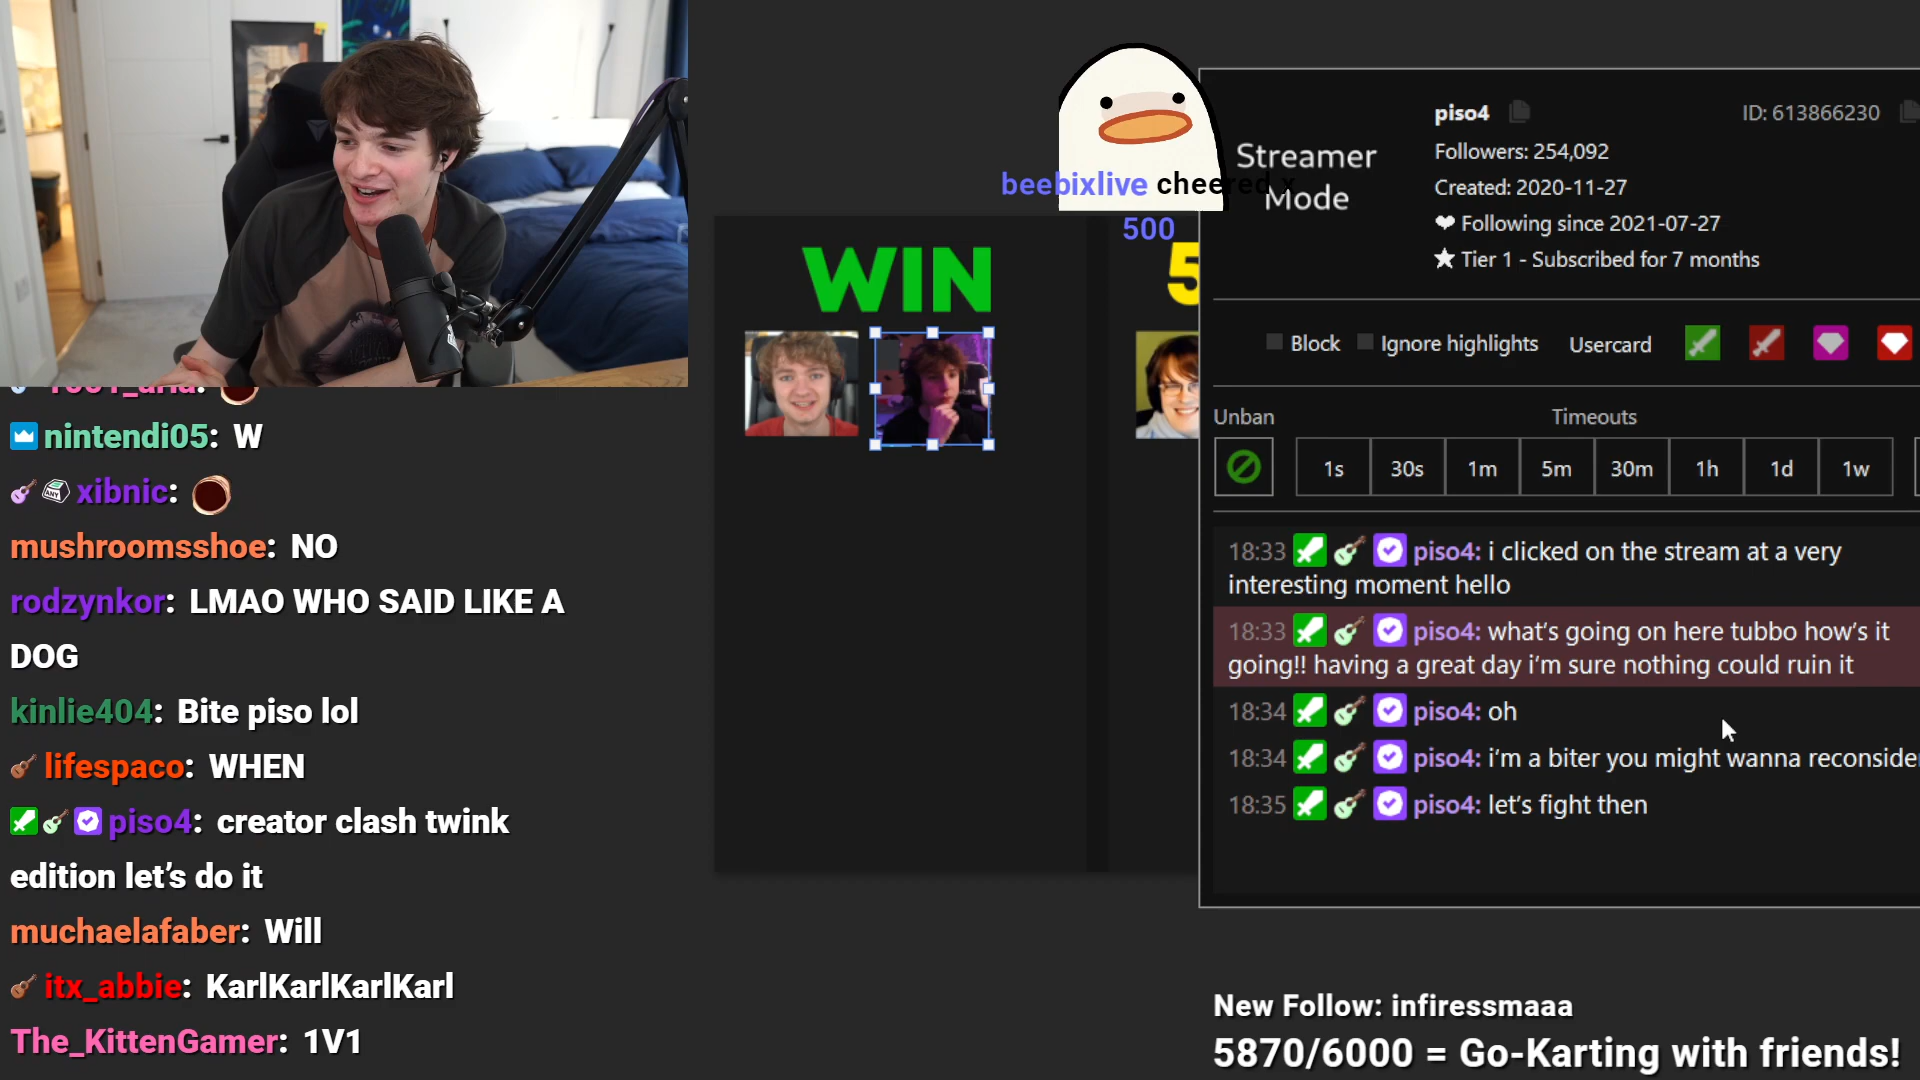 nintendi05: W
xibnic:
mushroomsshoe: NO
rodzynkor: LMAO WHO SAID LIKE A
DOG
kinlie404: Bite piso lol
lifespaco: WHEN
piso4: creator clash twink
edition let's do it
muchaelafaber: Will
itx_abbie: KarlKarlKarlKarl
The_KittenGamer: 1V1
beebixlive cheered x
500
WIN
5
Streamer
Mode
piso4
ID: 613866230
Followers: 254,092
Created: 2020-11-27
Following since 2021-07-27
Tier 1 - Subscribed for 7 months
Block
Ignore highlights
Usercard
Unban
Timeouts
1s 30s 1m 5m 30m 1h 1d 1w
18:33 piso4: i clicked on the stream at a very
interesting moment hello
18:33 piso4: what's going on here tubbo how's it
going!! having a great day i'm sure nothing could ruin it
18:34 piso4: oh
18:34 piso4: i'm a biter you might wanna reconsider
18:35 piso4: let's fight then
New Follow: infiressmaaa
5870/6000 = Go-Karting with friends!